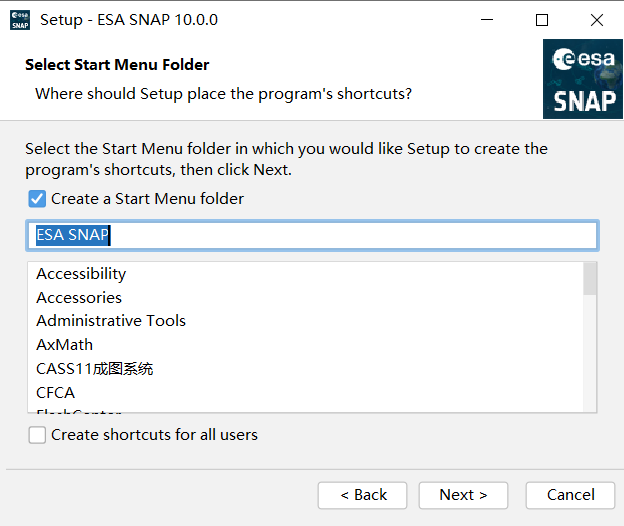 esa
SNAP
Setup - ESA SNAP 10.0.0
Select Start Menu Folder
Where should Setup place the program's shortcuts?
esa
SNAP
Select the Start Menu folder in which you would like Setup to create the
program's shortcuts, then click Next.
Create a Start Menu folder
ESA SNAP
Accessibility
Accessories
Administrative Tools
AxMath
CASS11成图系统
CFCA
FlashCenter
Create shortcuts for all users
< Back
Next >
Cancel